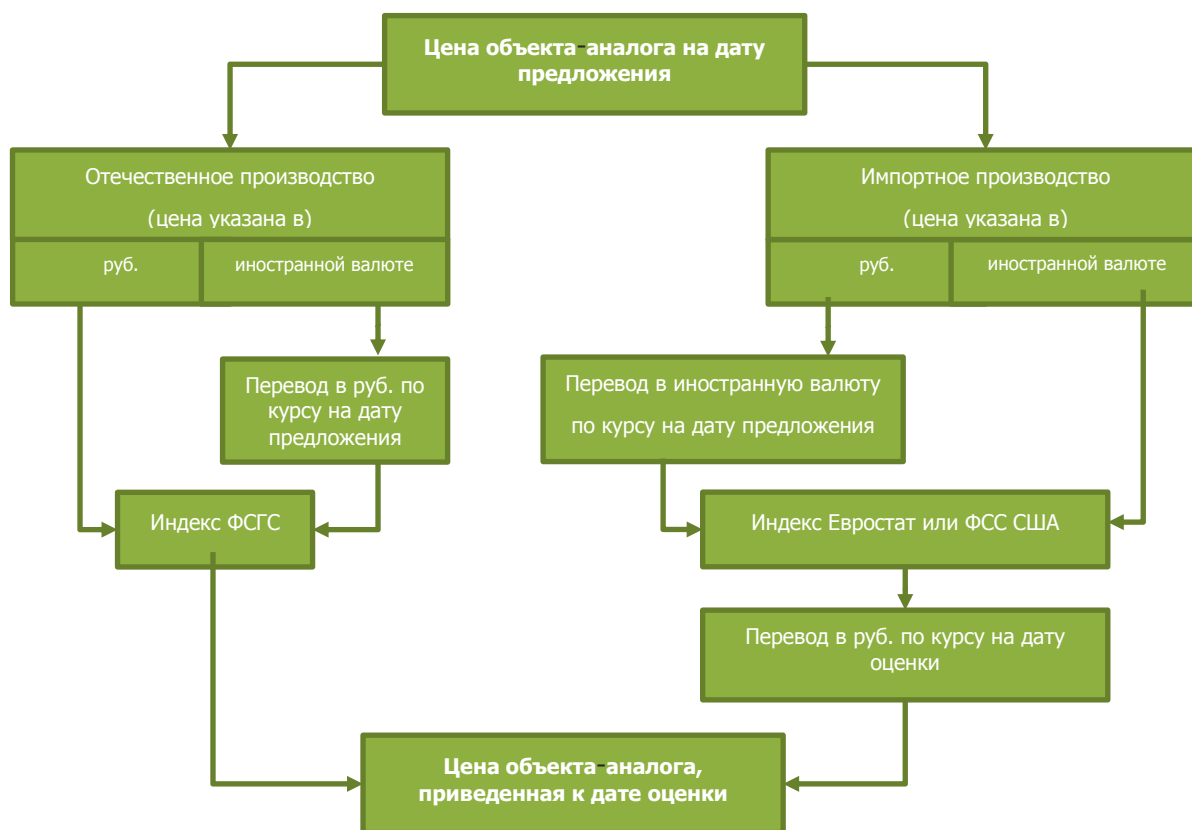 Цена объекта-аналога на дату
предложения
Отечественное производство
(цена указана в)
руб.
иностранной валюте
Импортное производство
(цена указана в)
руб.
иностранной валюте
Перевод в руб. по
курсу на дату
предложения
Перевод в иностранную валюту
по курсу на дату предложения
Индекс ФСГС
Индекс Евростат или ФСС США
Перевод в руб. по курсу на дату
оценки
Цена объекта-аналога,
приведенная к дате оценки